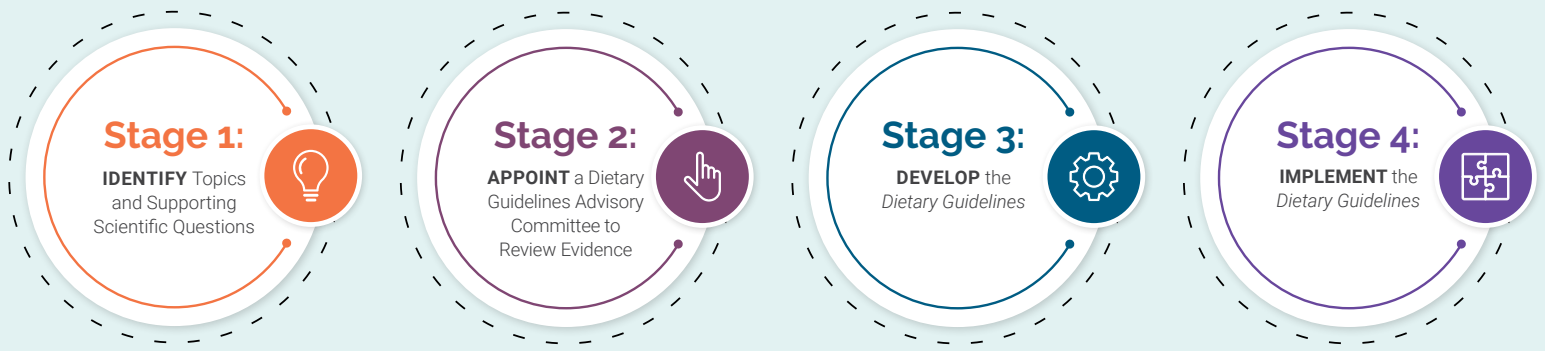 Stage 1:
IDENTIFY Topics
and Supporting
Scientific Questions
Stage 2:
APPOINT a Dietary
Guidelines Advisory
Committee to
Review Evidence
Stage 3:
DEVELOP the
Dietary Guidelines
Stage 4:
IMPLEMENT the
Dietary Guidelines